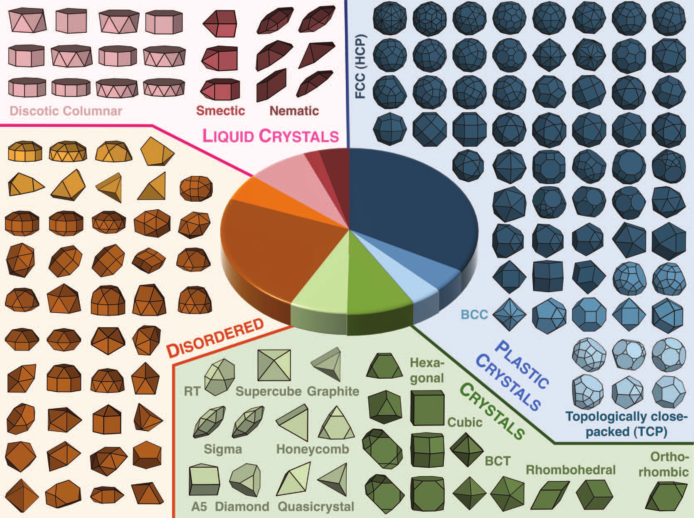 FCC (HCP)
Discotic Columnar
Smectic
Nematic
LIQUID CRYSTALS
BCC
DISORDERED
PLASTIC
CRYSTALS
Topologically close-
packed (TCP)
CRYSTALS
RT
Supercube
Graphite
Hexa-
gonal
Cubic
Sigma
Honeycomb
BCT
Rhombohedral
Ortho-
rhombic
A5
Diamond
Quasicrystal